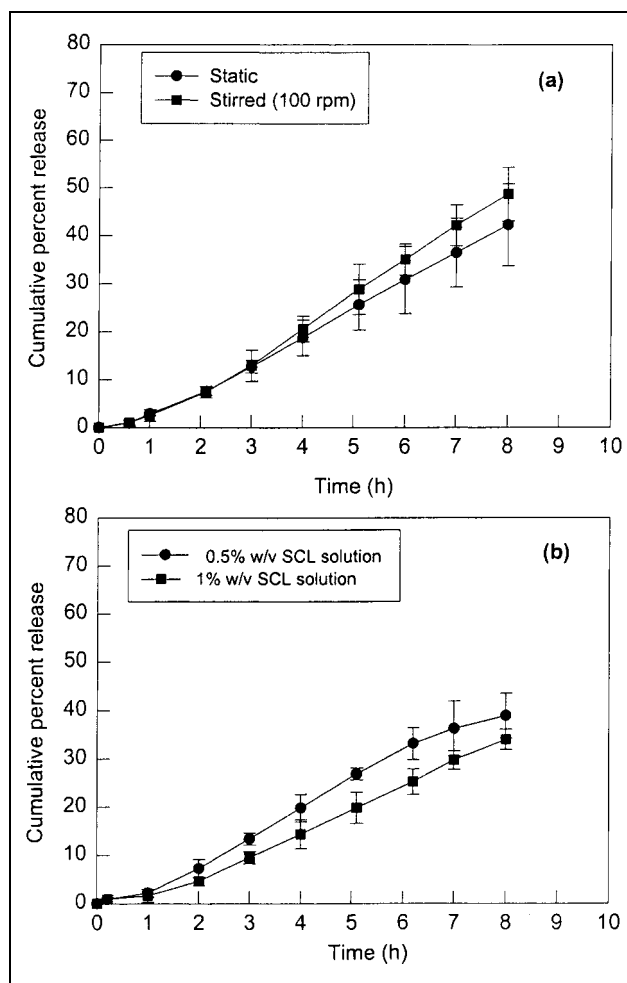 80
70
60
50
40
30
20
10
0
Cumulative percent release
Static
Stirred (100 rpm)
(a)
0 1 2 3 4 5 6 7 8 9 10
Time (h)
80
70
60
50
40
30
20
10
0
Cumulative percent release
0.5% w/v SCL solution
1% w/v SCL solution
(b)
0 1 2 3 4 5 6 7 8 9 10
Time (h)